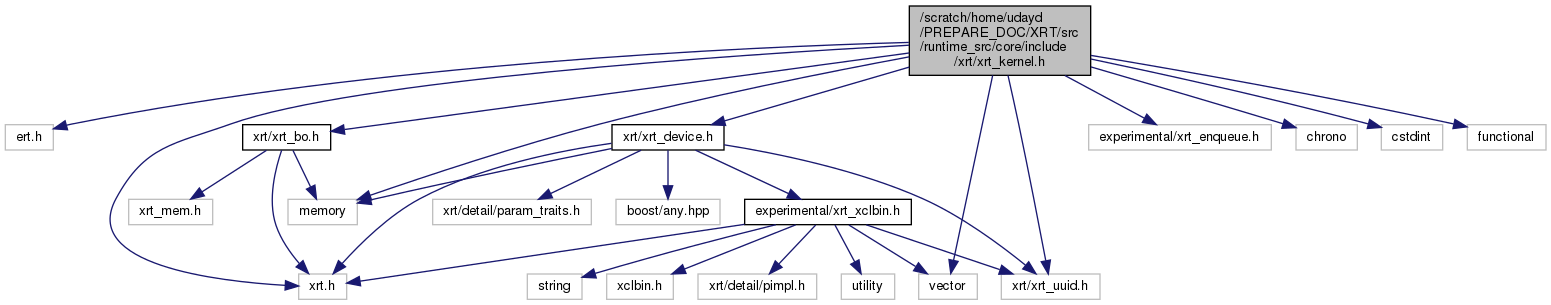 /scratch/home/udayd
/PREPARE_DOC/XRT/src
/runtime_src/core/include
/xrt/xrt_kernel.h
ert.h
xrt/xrt_bo.h
xrt/xrt_device.h
experimental/xrt_enqueue.h
chrono
cstdint
functional
xrt_mem.h
memory
xrt/detail/param_traits.h
boost/any.hpp
experimental/xrt_xclbin.h
xrt.h
string
xclbin.h
xrt/detail/pimpl.h
utility
vector
xrt/xrt_uuid.h